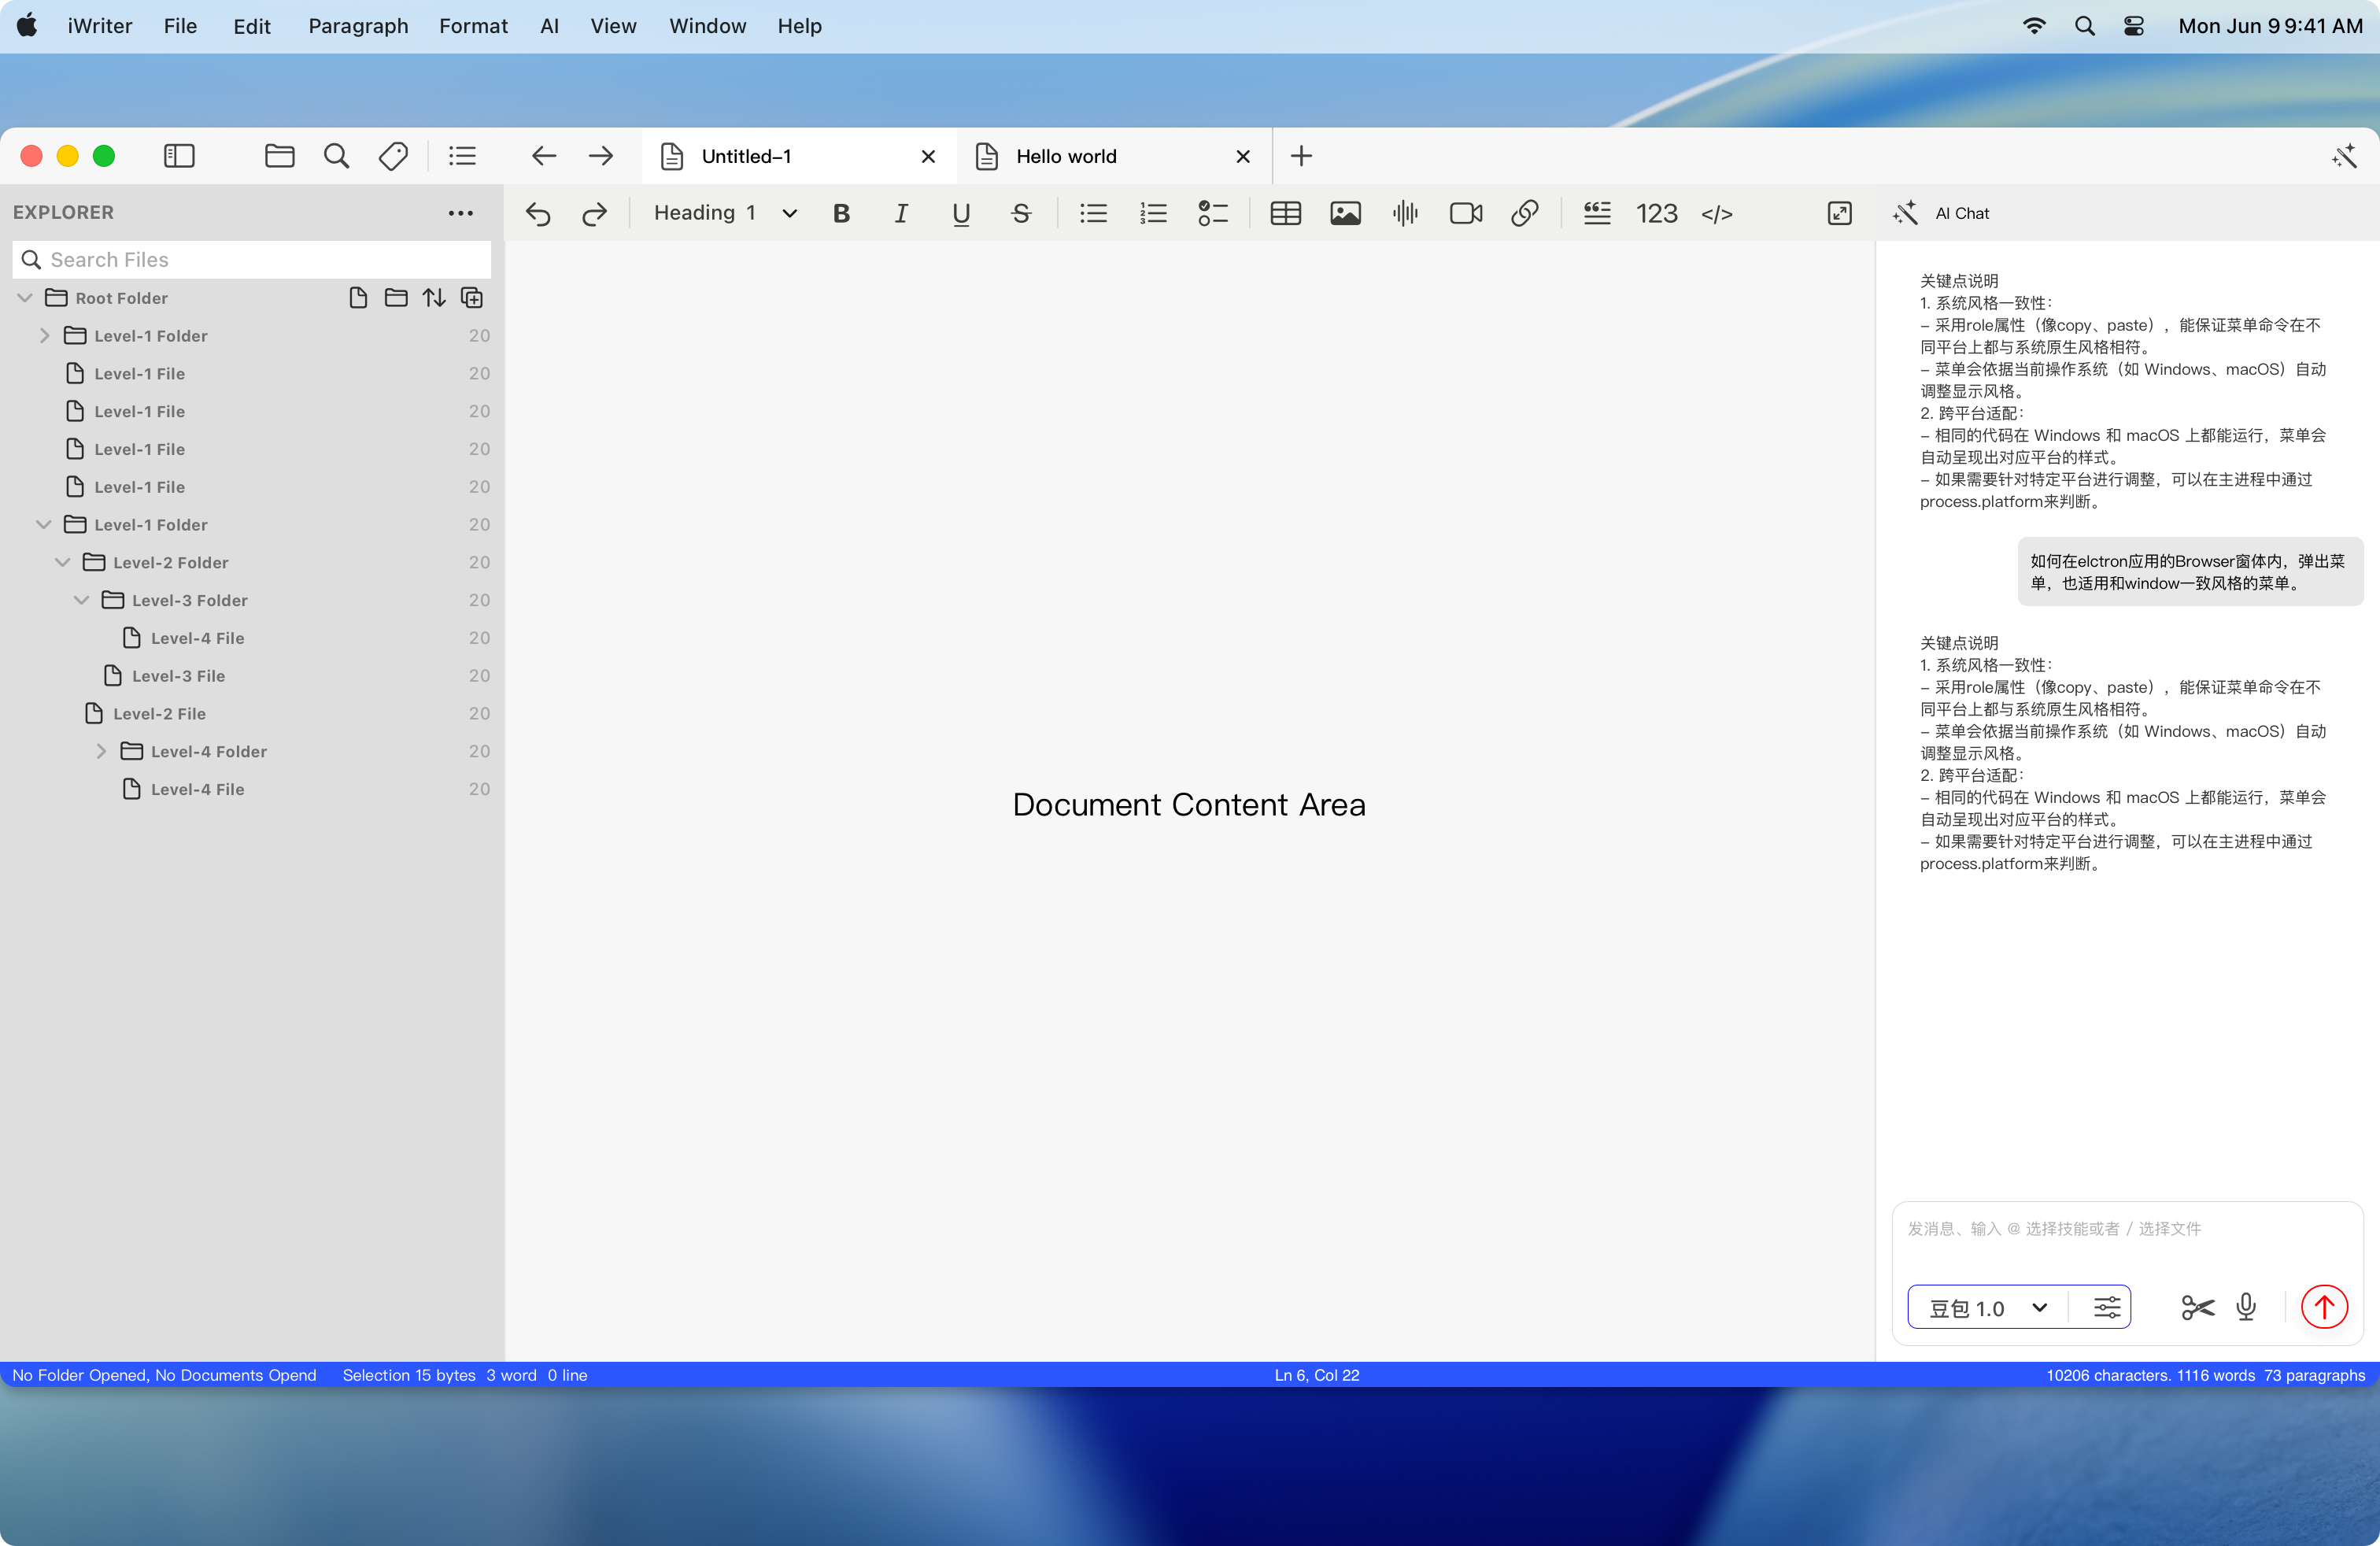 iWriter File Edit Paragraph Format AI View Window Help
Mon Jun 9 9:41 AM
Untitled-1
Hello world
EXPLORER
Heading 1
B I U S
123
</>
AI Chat
Search Files
Root Folder
Level-1 Folder 20
Level-1 File 20
Level-1 File 20
Level-1 File 20
Level-1 File 20
Level-1 Folder 20
Level-2 Folder 20
Level-3 Folder 20
Level-4 File 20
Level-3 File 20
Level-2 File 20
Level-4 Folder 20
Level-4 File 20
Document Content Area
关键点说明
1. 系统风格一致性：
- 采用role属性（像copy、paste），能保证菜单命令在不
同平台上都与系统原生风格相符。
- 菜单会依据当前操作系统（如 Windows、macOS）自动
调整显示风格。
2. 跨平台适配：
- 相同的代码在 Windows 和 macOS 上都能运行，菜单会
自动呈现出对应平台的样式。
- 如果需要针对特定平台进行调整，可以在主进程中通过
process.platform来判断。
如何在elctron应用的Browser窗体内，弹出菜
单，也适用和window一致风格的菜单。
关键点说明
1. 系统风格一致性：
- 采用role属性（像copy、paste），能保证菜单命令在不
同平台上都与系统原生风格相符。
- 菜单会依据当前操作系统（如 Windows、macOS）自动
调整显示风格。
2. 跨平台适配：
- 相同的代码在 Windows 和 macOS 上都能运行，菜单会
自动呈现出对应平台的样式。
- 如果需要针对特定平台进行调整，可以在主进程中通过
process.platform来判断。
发消息、输入 @ 选择技能或者 / 选择文件
豆包 1.0
No Folder Opened, No Documents Opend Selection 15 bytes 3 word 0 line
Ln 6, Col 22
10206 characters. 1116 words 73 paragraphs